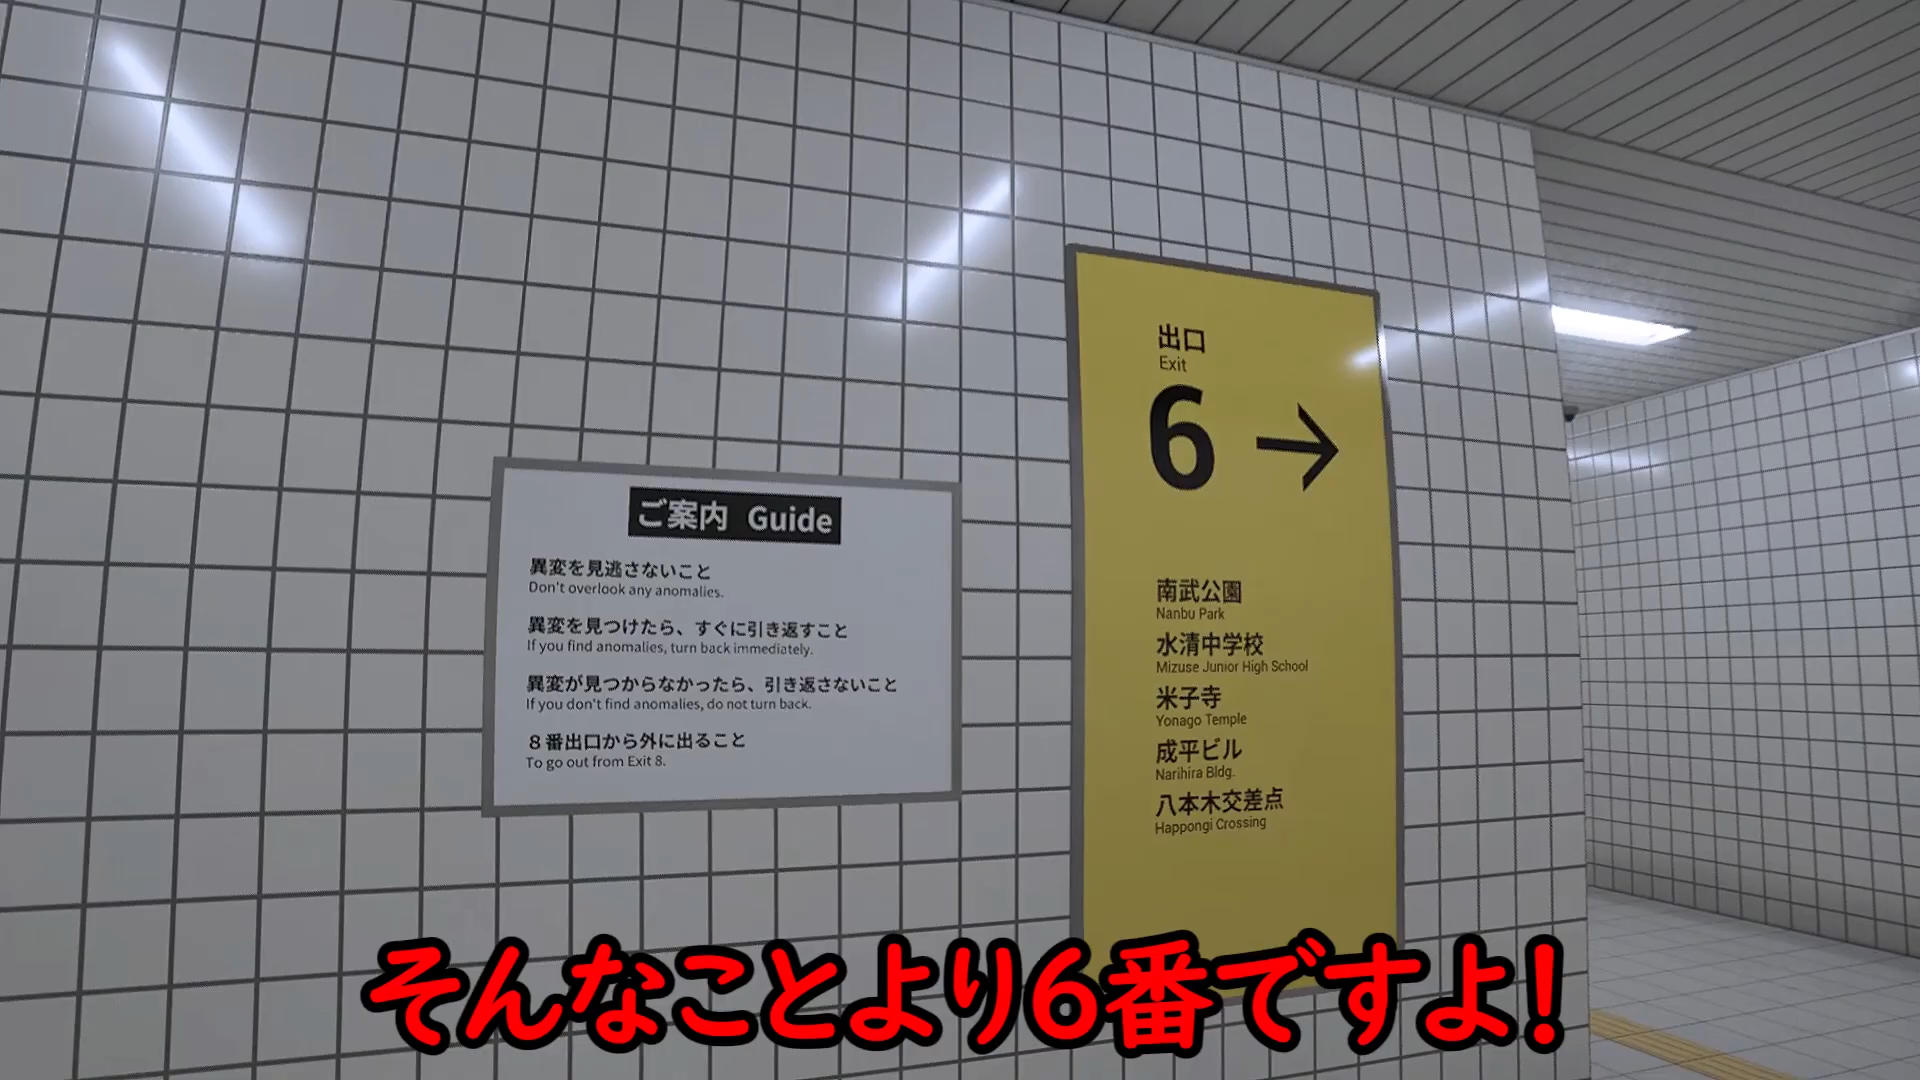 ご案内 Guide
異変を見逃さないこと
Don't overlook any anomalies.
異変を見つけたら、すぐに引き返すこと
If you find anomalies, turn back immediately.
異変が見つからなかったら、引き返さないこと
If you don't find anomalies, do not turn back.
８番出口から外に出ること
To go out from Exit 8.
出口
Exit
6 →
南武公園
Nanbu Park
水清中学校
Mizuse Junior High School
米子寺
Yonago Temple
成平ビル
Narihira Bldg.
八本木交差点
Happongi Crossing
そんなことより6番ですよ!